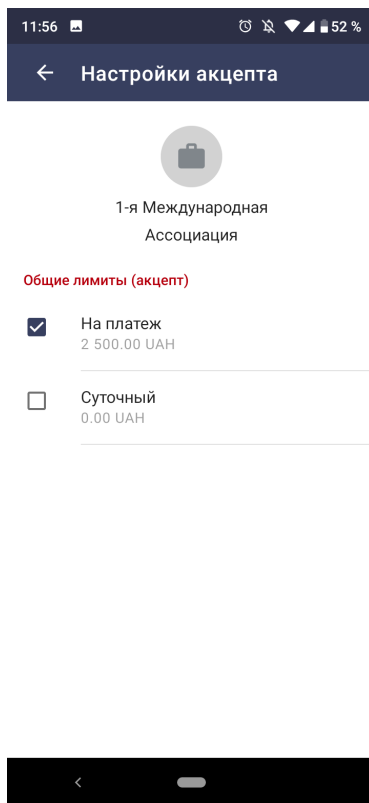 11:56 52 %
Настройки акцепта
1-я Международная
Ассоциация
Общие лимиты (акцепт)
На платеж
2 500.00 UAH
Суточный
0.00 UAH